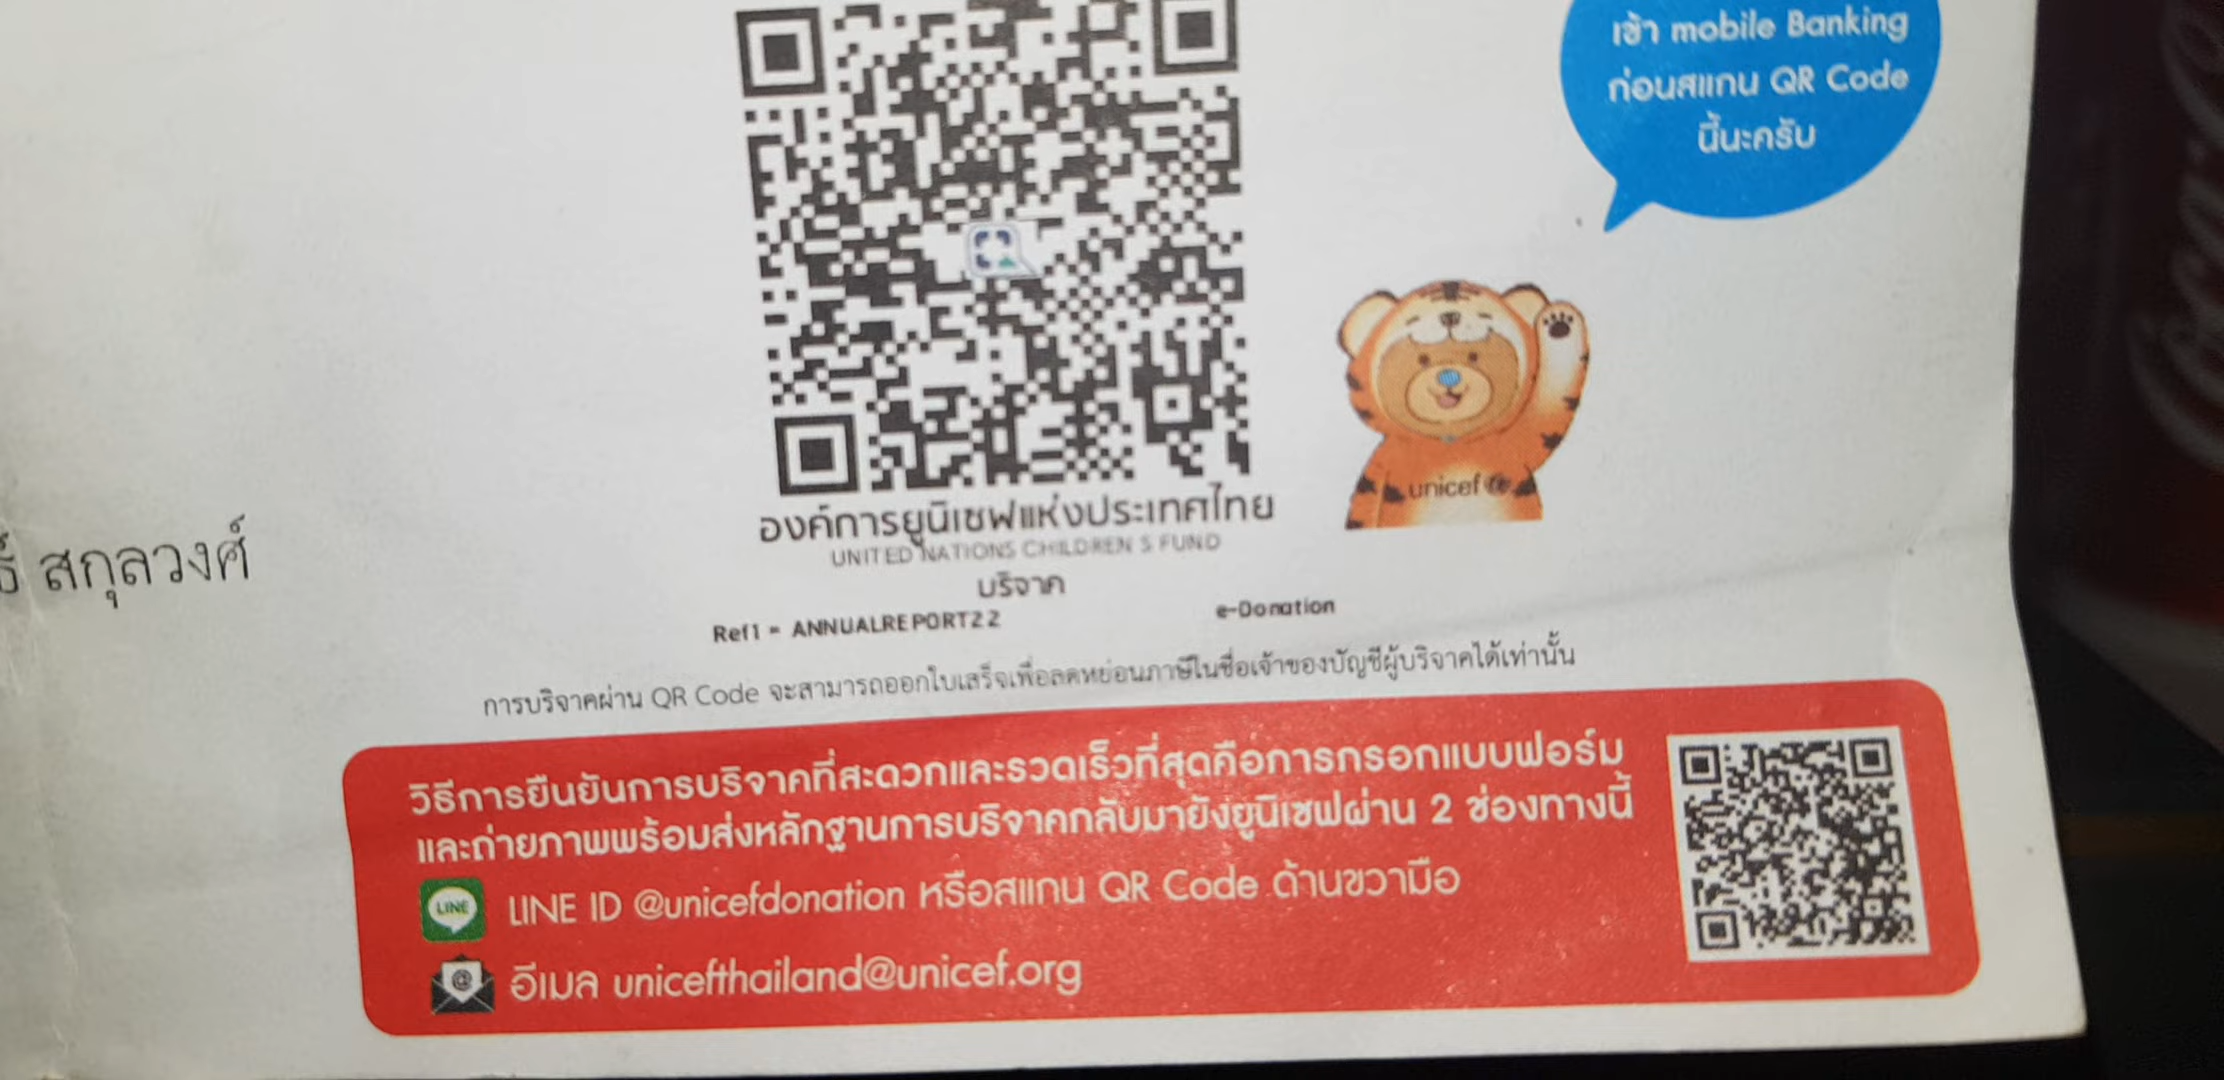 เข้า mobile Banking
ก่อนสแกน QR Code
นี้นะครับ
unicef
สกุลวงศ์
องค์การยูนิเซฟแห่งประเทศไทย
UNITED NATIONS CHILDREN S FUND
บริจาค
Ref1 = ANNUALREPORT22
e-Donation
การบริจาคผ่าน QR Code จะสามารถออกใบเสร็จเพื่อลดหย่อนภาษีในชื่อเจ้าของบัญชีผู้บริจาคได้เท่านั้น
วิธีการยืนยันการบริจาคที่สะดวกและรวดเร็วที่สุดคือการกรอกแบบฟอร์ม
และถ่ายภาพพร้อมส่งหลักฐานการบริจาคกลับมายังยูนิเซฟผ่าน 2 ช่องทางนี้
LINE LINE ID @unicefdonation หรือสแกน QR Code ด้านขวามือ
@ อีเมล unicefthailand@unicef.org